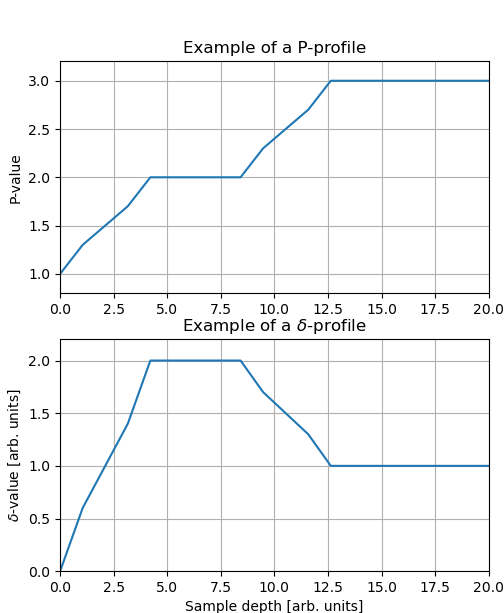 Example of a P-profile
3.0
2.5
2.0
1.5
1.0
P-value
0.0 2.5 5.0 7.5 10.0 12.5 15.0 17.5 20.0
Example of a δ-profile
2.0
1.5
1.0
0.5
0.0
δ-value [arb. units]
0.0 2.5 5.0 7.5 10.0 12.5 15.0 17.5 20.0
Sample depth [arb. units]